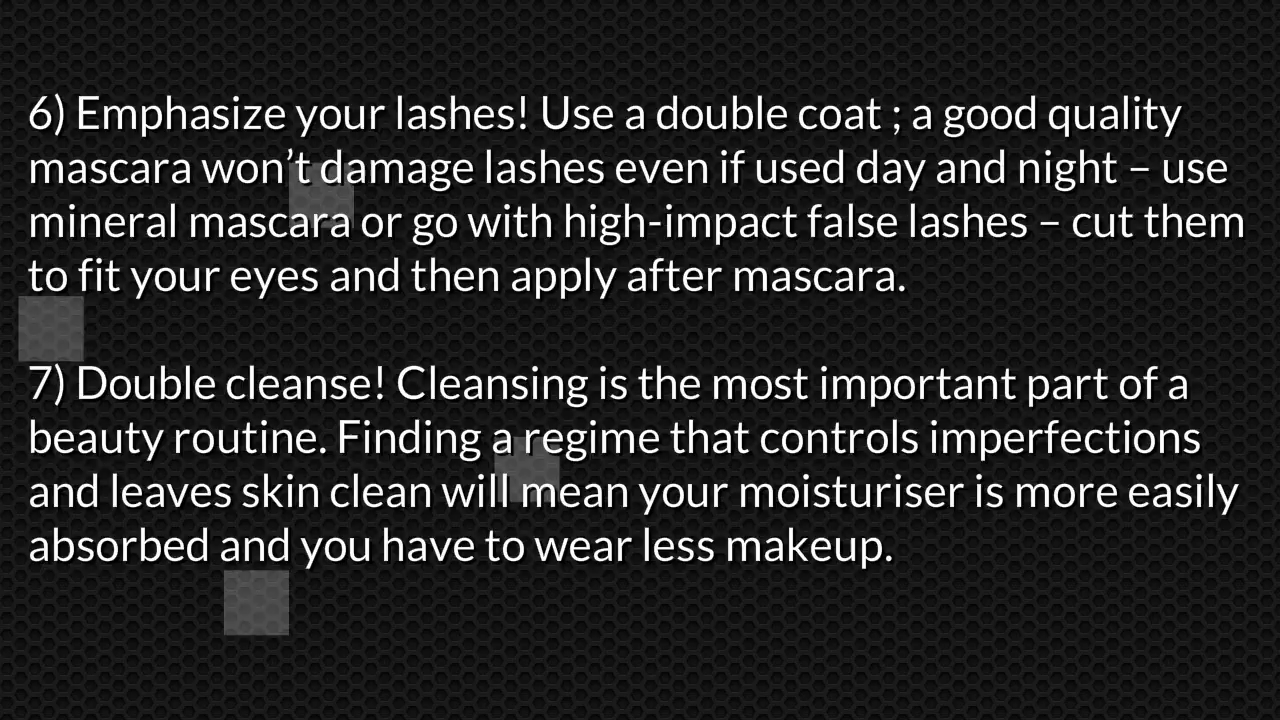 6) Emphasize your lashes! Use a double coat ; a good quality
mascara won’t damage lashes even if used day and night – use
mineral mascara or go with high-impact false lashes – cut them
to fit your eyes and then apply after mascara.
7) Double cleanse! Cleansing is the most important part of a
beauty routine. Finding a regime that controls imperfections
and leaves skin clean will mean your moisturiser is more easily
absorbed and you have to wear less makeup.